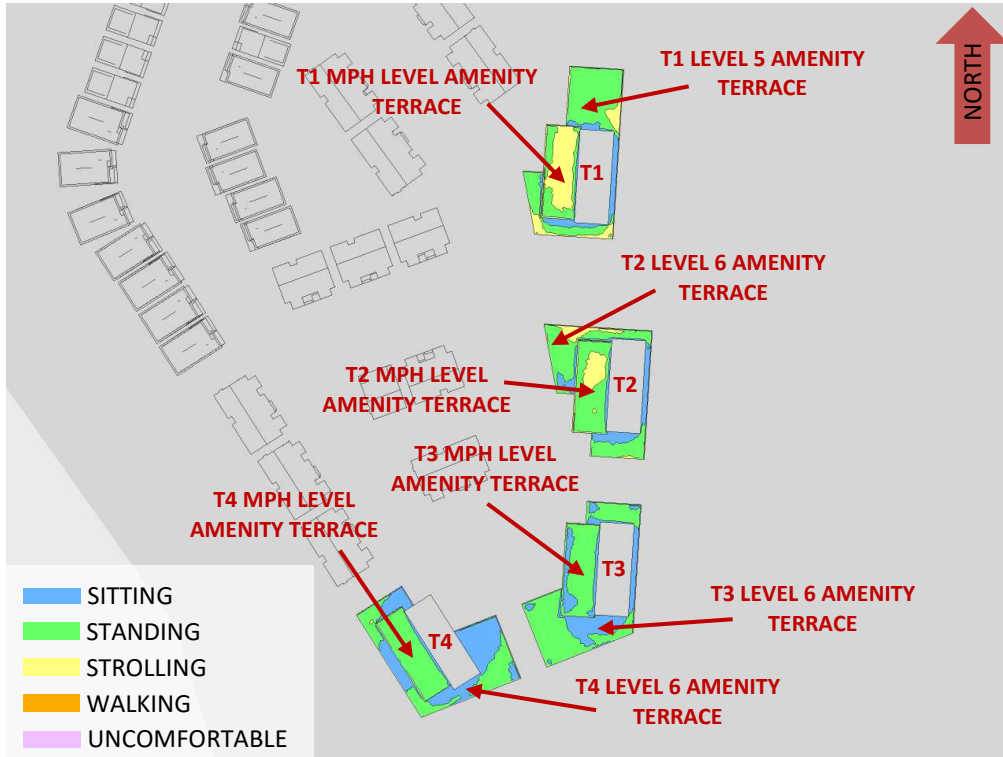 T1 MPH LEVEL AMENITY
TERRACE
T1 LEVEL 5 AMENITY
TERRACE
NORTH
T1
T2 LEVEL 6 AMENITY
TERRACE
T2 MPH LEVEL
AMENITY TERRACE
T2
T3 MPH LEVEL
AMENITY TERRACE
T4 MPH LEVEL
AMENITY TERRACE
T3
T3 LEVEL 6 AMENITY
TERRACE
T4
T4 LEVEL 6 AMENITY
TERRACE
SITTING
STANDING
STROLLING
WALKING
UNCOMFORTABLE